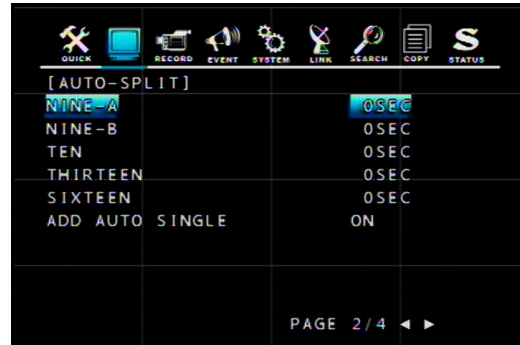 QUICK RECORD EVENT SYSTEM LINK SEARCH COPY STATUS
[AUTO-SPLIT]
NINE-A 0SEC
NINE-B 0SEC
TEN 0SEC
THIRTEEN 0SEC
SIXTEEN 0SEC
ADD AUTO SINGLE ON
PAGE 2/4 ◄ ►